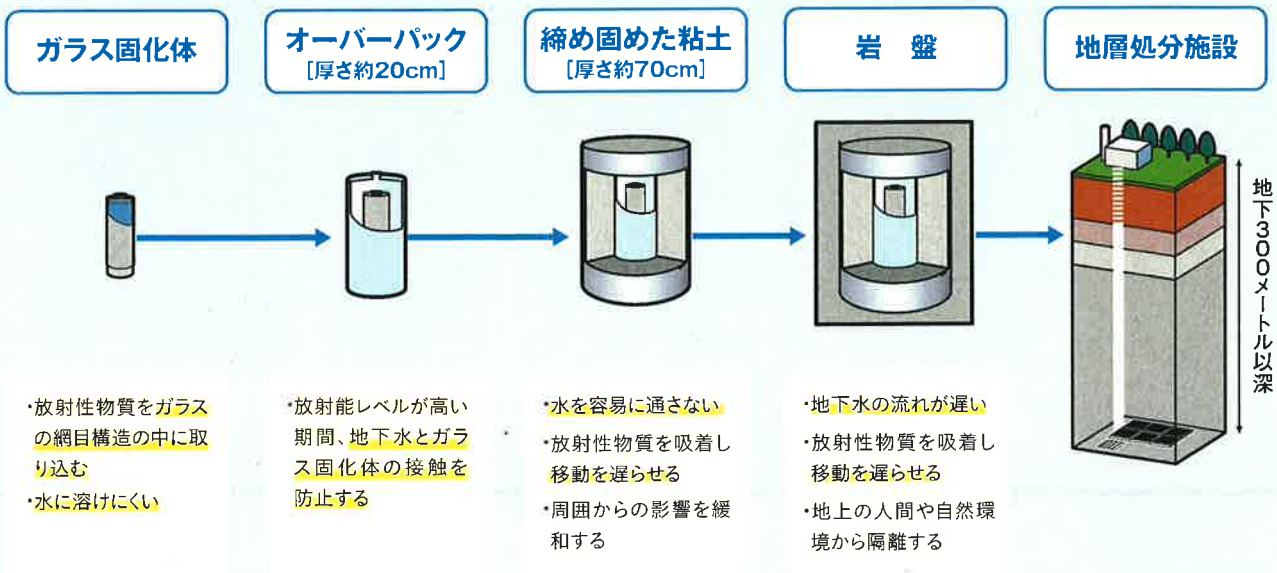 ガラス固化体
オーバーパック
[厚さ約20cm]
締め固めた粘土
[厚さ約70cm]
岩　盤
地層処分施設
地下300メートル以深
・放射性物質をガラス
の網目構造の中に取
り込む
・水に溶けにくい
・放射能レベルが高い
期間、地下水とガラ
ス固化体の接触を
防止する
・水を容易に通さない
・放射性物質を吸着し
移動を遅らせる
・周囲からの影響を緩
和する
・地下水の流れが遅い
・放射性物質を吸着し
移動を遅らせる
・地上の人間や自然環
境から隔離する